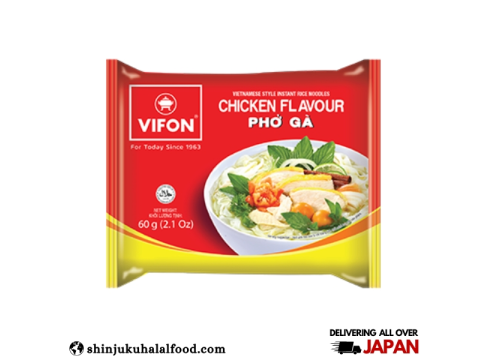 VIETNAMESE STYLE INSTANT RICE NOODLES
CHICKEN FLAVOUR
PHỞ GÀ
VIFON®
For Today Since 1963
NET WEIGHT
KHỐI LƯỢNG TỊNH
60 g (2.1 Oz)
shinjukuhalalfood.com
DELIVERING ALL OVER
JAPAN